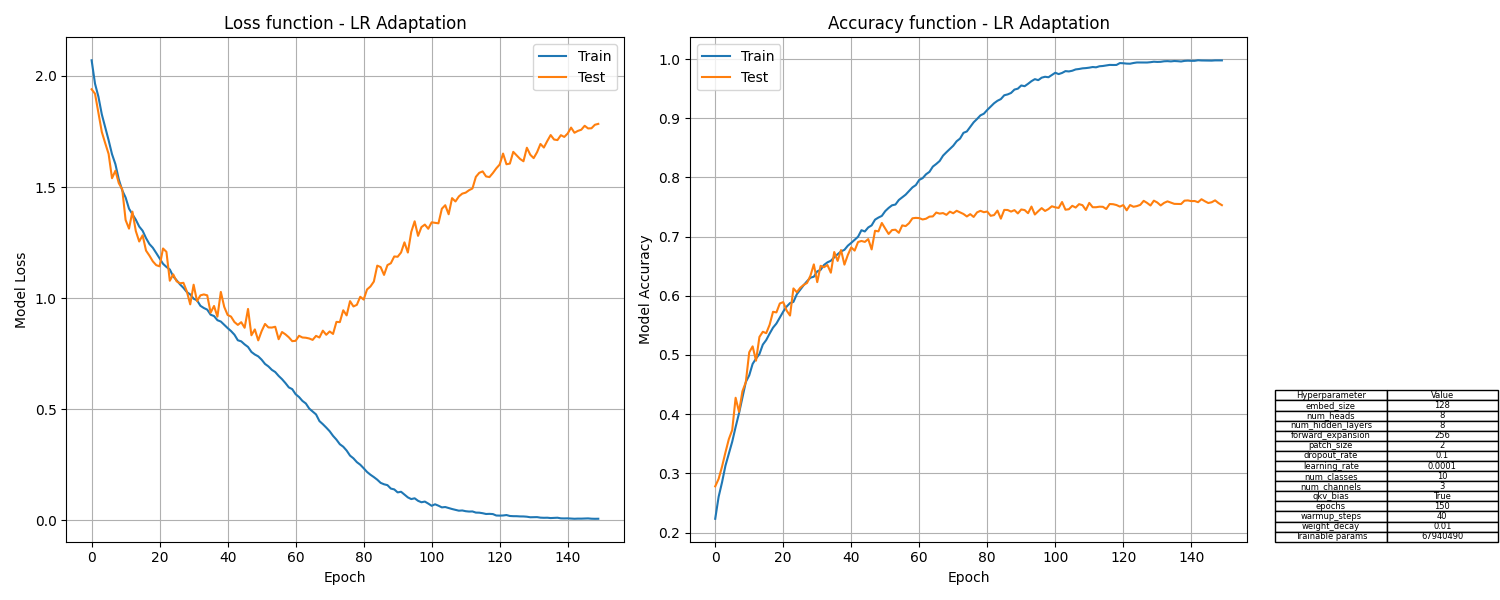 Loss function - LR Adaptation
Model Loss
2.0
1.5
1.0
0.5
0.0
0 20 40 60 80 100 120 140
Epoch
Train
Test
Accuracy function - LR Adaptation
Model Accuracy
1.0
0.9
0.8
0.7
0.6
0.5
0.4
0.3
0.2
0 20 40 60 80 100 120 140
Epoch
Train
Test
Hyperparameter Value
embed_size 128
num_heads 8
num_hidden_layers 8
forward_expansion 256
patch_size 2
dropout_rate 0.1
learning_rate 0.0001
num_classes 10
num_channels 3
qkv_bias True
epochs 150
warmup_steps 40
weight_decay 0.01
Trainable params 67940490